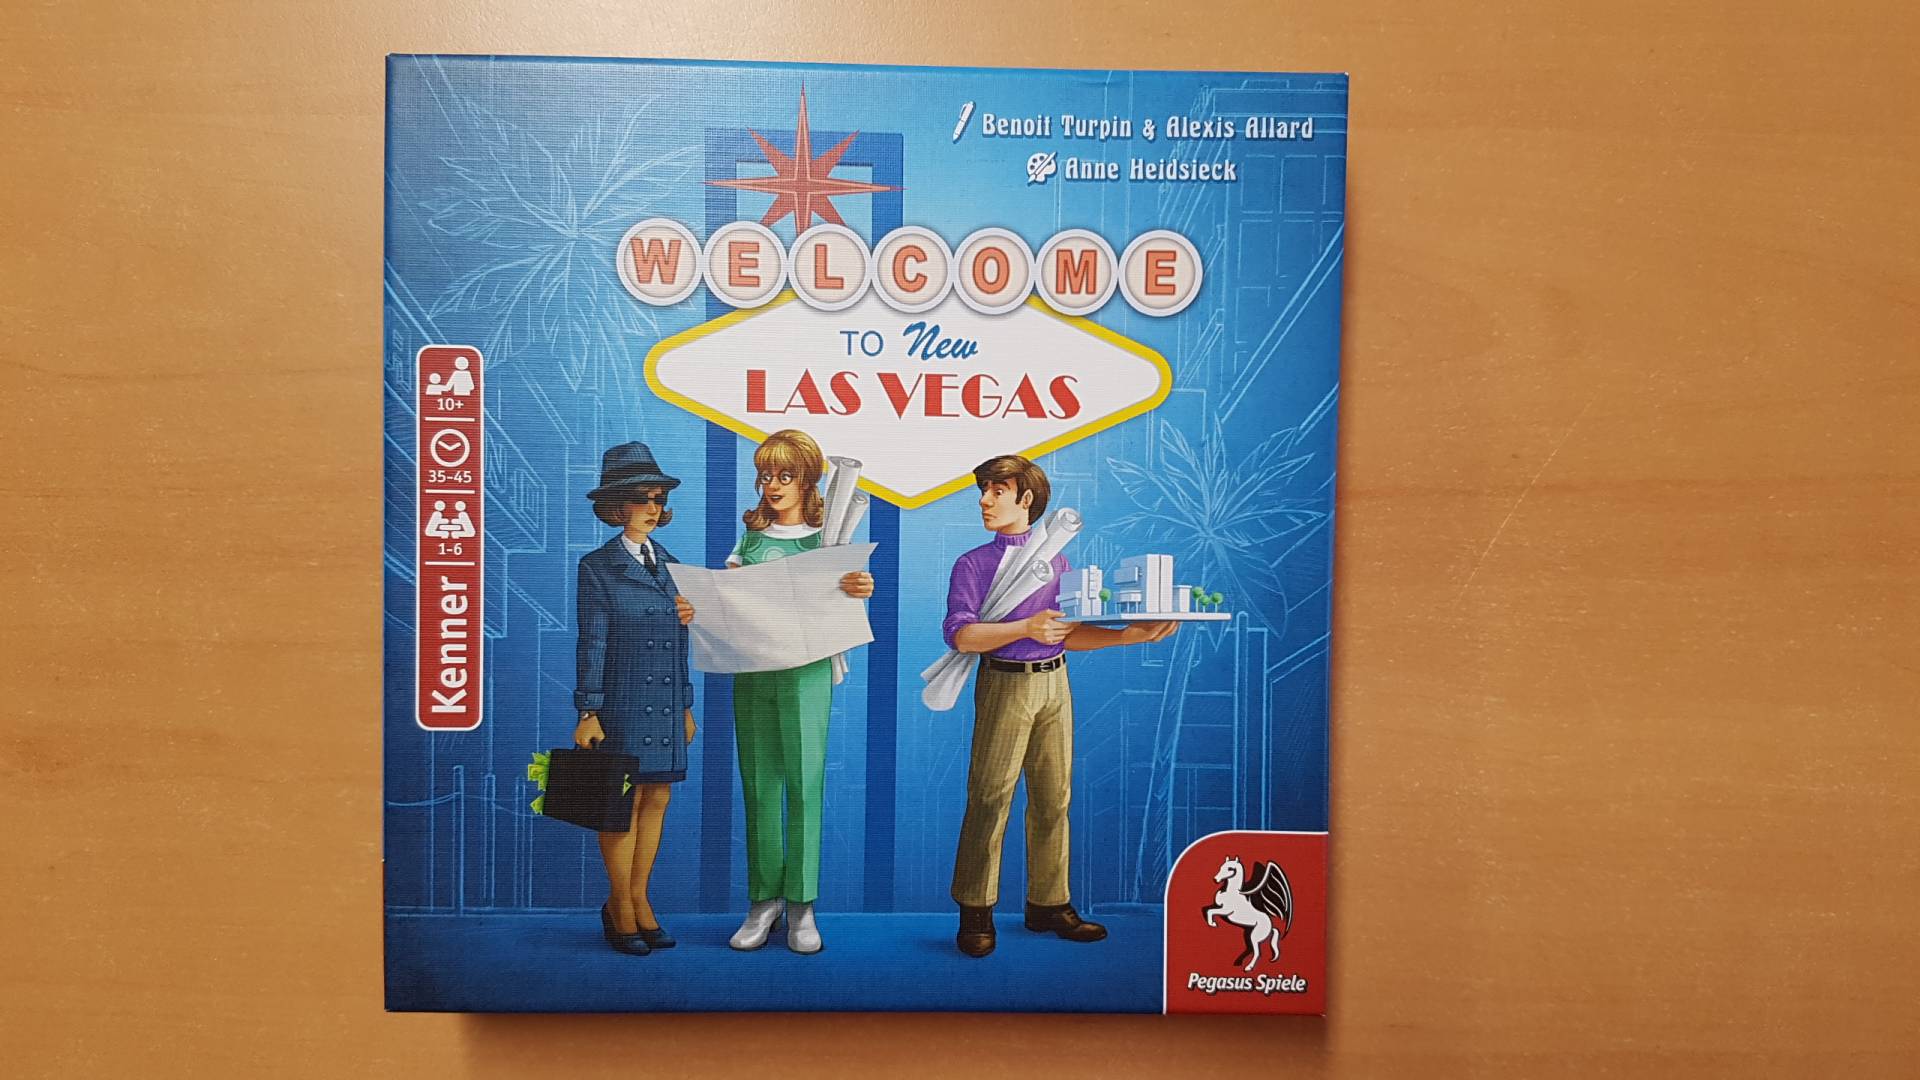 Benoit Turpin & Alexis Allard
Anne Heidsieck
WELCOME
TO New
LAS VEGAS
10+
35-45
1-6
Kenner
Pegasus Spiele